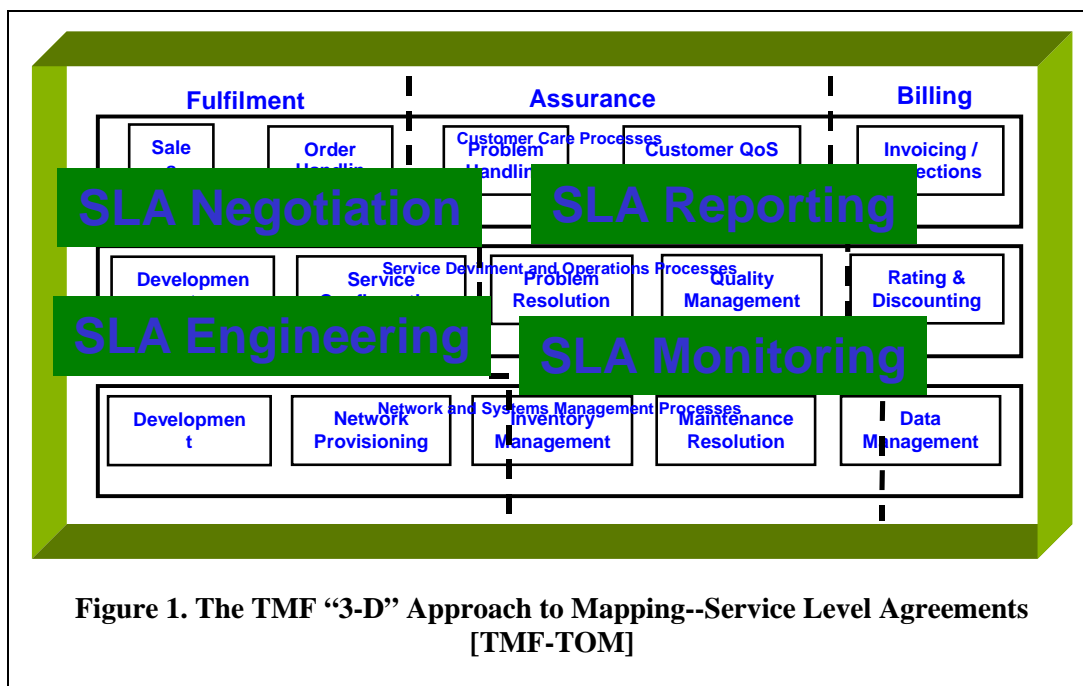 Fulfilment Assurance Billing
Customer Care Processes
Sale
Order
Problem
Customer QoS
Invoicing /
SLA Negotiation SLA Reporting
Service Devilment and Operations Processes
Developmen
Service
Problem
Resolution
Quality
Management
Rating &
Discounting
SLA Engineering SLA Monitoring
Network and Systems Management Processes
Developmen
t
Network
Provisioning
Inventory
Management
Maintenance
Resolution
Data
Management
Figure 1. The TMF “3-D” Approach to Mapping--Service Level Agreements
[TMF-TOM]